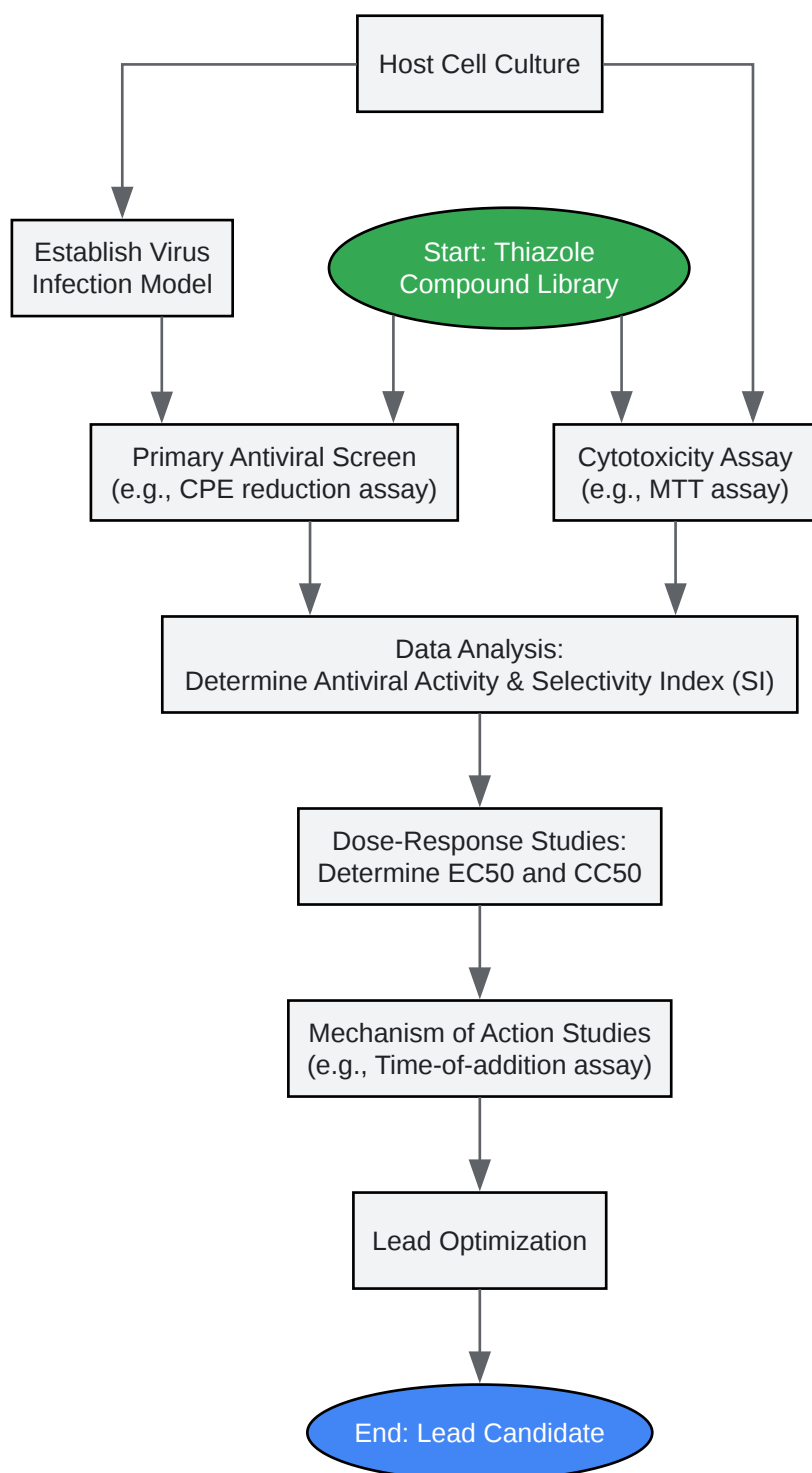 Host Cell Culture
Establish Virus
Infection Model
Start: Thiazole
Compound Library
Primary Antiviral Screen
(e.g., CPE reduction assay)
Cytotoxicity Assay
(e.g., MTT assay)
Data Analysis:
Determine Antiviral Activity & Selectivity Index (SI)
Dose-Response Studies:
Determine EC50 and CC50
Mechanism of Action Studies
(e.g., Time-of-addition assay)
Lead Optimization
End: Lead Candidate